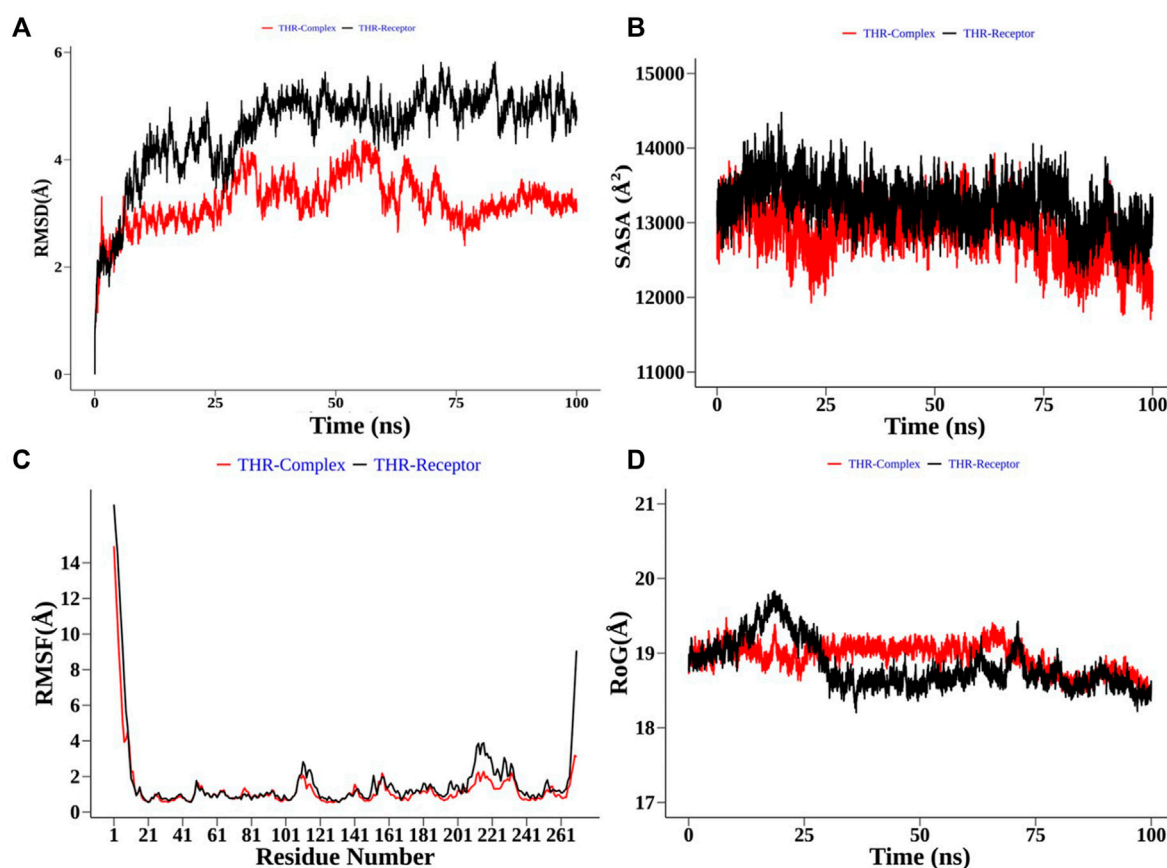 A
THR-Complex THR-Receptor
RMSD(Å)
6
4
2
0
0 25 50 75 100
Time (ns)
B
THR-Complex THR-Receptor
SASA (Å²)
15000
14000
13000
12000
11000
0 25 50 75 100
Time (ns)
C
THR-Complex THR-Receptor
RMSF(Å)
14
12
10
8
6
4
2
0
1 21 41 61 81 101 121 141 161 181 201 221 241 261
Residue Number
D
THR-Complex THR-Receptor
RoG(Å)
21
20
19
18
17
0 25 50 75 100
Time (ns)